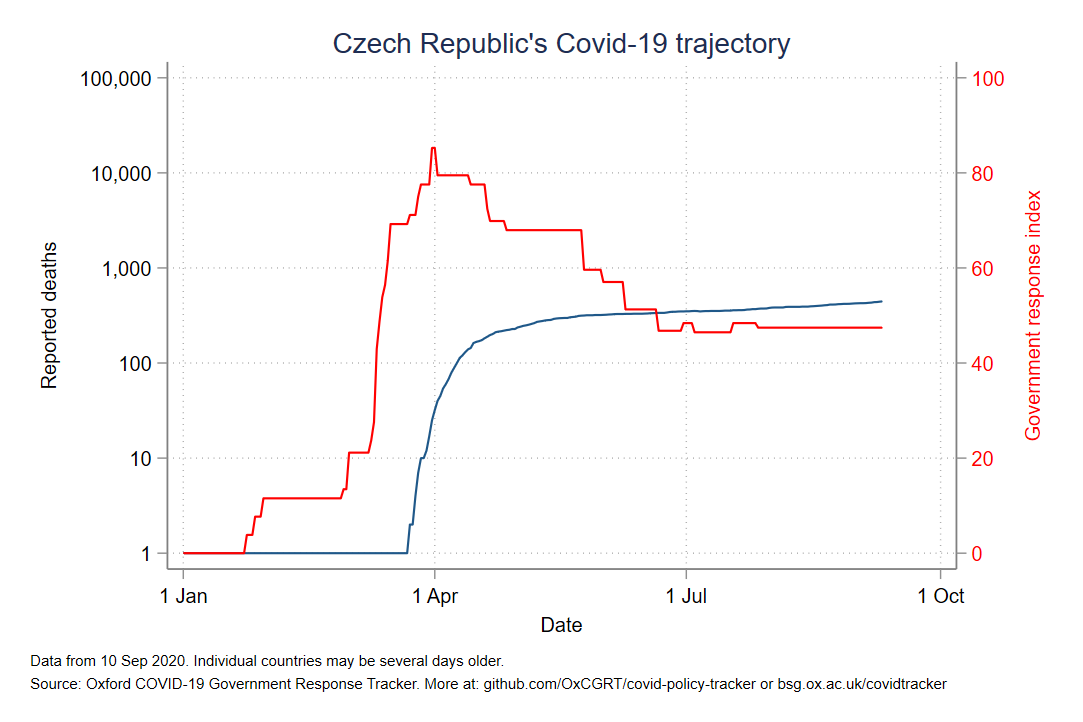 Czech Republic's Covid-19 trajectory
100,000
10,000
1,000
100
10
1
Reported deaths
100
80
60
40
20
0
Government response index
1 Jan
1 Apr
1 Jul
1 Oct
Date
Data from 10 Sep 2020. Individual countries may be several days older.
Source: Oxford COVID-19 Government Response Tracker. More at: github.com/OxCGRT/covid-policy-tracker or bsg.ox.ac.uk/covidtracker